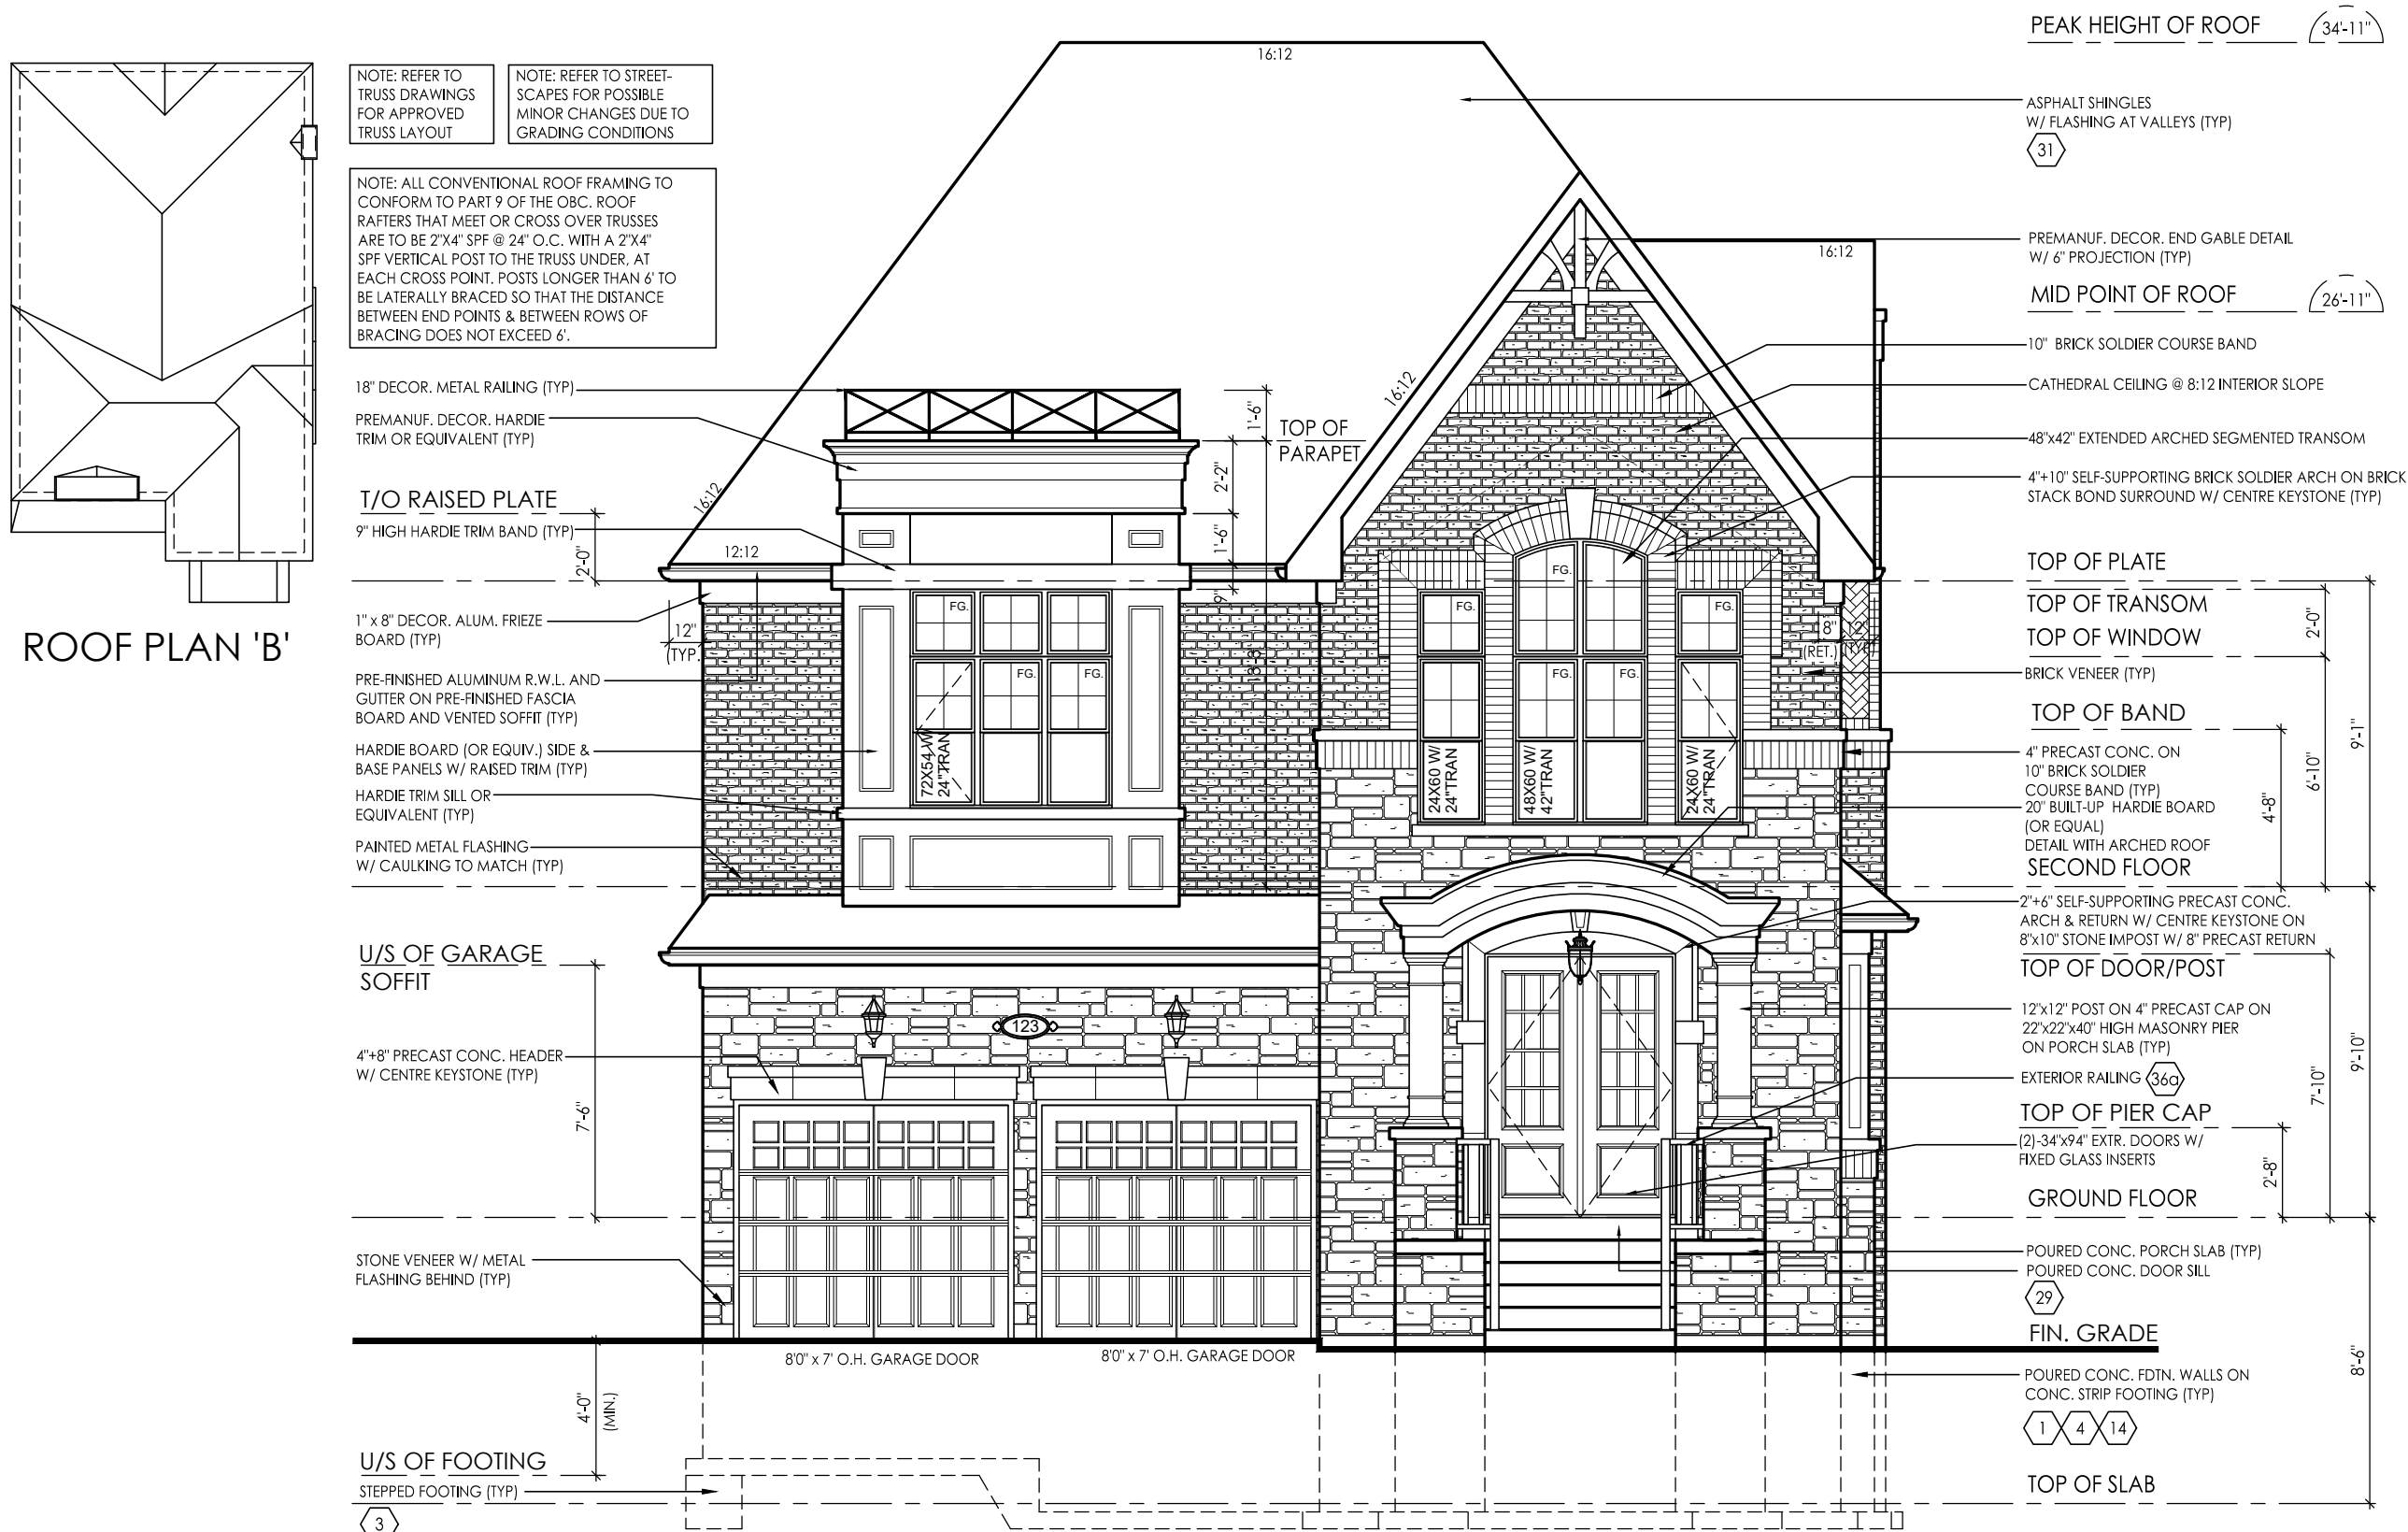 ROOF PLAN 'B'
NOTE: REFER TO
TRUSS DRAWINGS
FOR APPROVED
TRUSS LAYOUT
NOTE: REFER TO STREET-
SCAPES FOR POSSIBLE
MINOR CHANGES DUE TO
GRADING CONDITIONS
NOTE: ALL CONVENTIONAL ROOF FRAMING TO
CONFORM TO PART 9 OF THE OBC. ROOF
RAFTERS THAT MEET OR CROSS OVER TRUSSES
ARE TO BE 2"X4" SPF @ 24" O.C. WITH A 2"X4"
SPF VERTICAL POST TO THE TRUSS UNDER, AT
EACH CROSS POINT. POSTS LONGER THAN 6' TO
BE LATERALLY BRACED SO THAT THE DISTANCE
BETWEEN END POINTS & BETWEEN ROWS OF
BRACING DOES NOT EXCEED 6'.
18" DECOR. METAL RAILING (TYP)
PREMANUF. DECOR. HARDIE
TRIM OR EQUIVALENT (TYP)
T/O RAISED PLATE
9" HIGH HARDIE TRIM BAND (TYP)
2'-0"
1" x 8" DECOR. ALUM. FRIEZE
BOARD (TYP)
PRE-FINISHED ALUMINUM R.W.L. AND
GUTTER ON PRE-FINISHED FASCIA
BOARD AND VENTED SOFFIT (TYP)
HARDIE BOARD (OR EQUIV.) SIDE &
BASE PANELS W/ RAISED TRIM (TYP)
HARDIE TRIM SILL OR
EQUIVALENT (TYP)
PAINTED METAL FLASHING
W/ CAULKING TO MATCH (TYP)
U/S OF GARAGE
SOFFIT
4"+8" PRECAST CONC. HEADER
W/ CENTRE KEYSTONE (TYP)
7'-6"
STONE VENEER W/ METAL
FLASHING BEHIND (TYP)
4'-0"
(MIN.)
U/S OF FOOTING
STEPPED FOOTING (TYP)
3
16:12
16:12
16:12
16:12
12:12
1'-6"
TOP OF
PARAPET
2'-2"
1'-6"
9"
13'-8"
12"
(TYP.
FG.
FG.
FG.
72X54 W/
24"TRAN
FG.
FG.
FG.
FG.
FG.
24X60 W/
24"TRAN
48X60 W/
42"TRAN
24X60 W/
24"TRAN
8"
(RET.)
12"
(TYP)
123
8'0" x 7' O.H. GARAGE DOOR
8'0" x 7' O.H. GARAGE DOOR
PEAK HEIGHT OF ROOF
34'-11"
ASPHALT SHINGLES
W/ FLASHING AT VALLEYS (TYP)
31
PREMANUF. DECOR. END GABLE DETAIL
W/ 6" PROJECTION (TYP)
MID POINT OF ROOF
26'-11"
10" BRICK SOLDIER COURSE BAND
CATHEDRAL CEILING @ 8:12 INTERIOR SLOPE
48"x42" EXTENDED ARCHED SEGMENTED TRANSOM
4"+10" SELF-SUPPORTING BRICK SOLDIER ARCH ON BRICK
STACK BOND SURROUND W/ CENTRE KEYSTONE (TYP)
TOP OF PLATE
TOP OF TRANSOM
TOP OF WINDOW
2'-0"
BRICK VENEER (TYP)
TOP OF BAND
4" PRECAST CONC. ON
10" BRICK SOLDIER
COURSE BAND (TYP)
20" BUILT-UP HARDIE BOARD
(OR EQUAL)
DETAIL WITH ARCHED ROOF
4'-8"
6'-10"
9'-1"
SECOND FLOOR
2"+6" SELF-SUPPORTING PRECAST CONC.
ARCH & RETURN W/ CENTRE KEYSTONE ON
8"x10" STONE IMPOST W/ 8" PRECAST RETURN
TOP OF DOOR/POST
12"x12" POST ON 4" PRECAST CAP ON
22"x22"x40" HIGH MASONRY PIER
ON PORCH SLAB (TYP)
EXTERIOR RAILING
36a
TOP OF PIER CAP
(2)-34"x94" EXTR. DOORS W/
FIXED GLASS INSERTS
2'-8"
7'-10"
9'-10"
GROUND FLOOR
POURED CONC. PORCH SLAB (TYP)
POURED CONC. DOOR SILL
29
FIN. GRADE
POURED CONC. FDTN. WALLS ON
CONC. STRIP FOOTING (TYP)
1 4 14
8'-6"
TOP OF SLAB